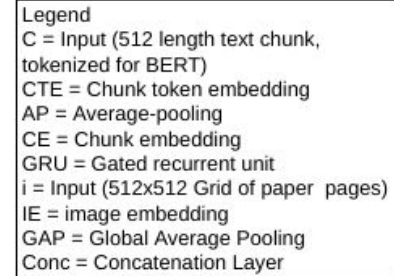 Legend
C = Input (512 length text chunk,
tokenized for BERT)
CTE = Chunk token embedding
AP = Average-pooling
CE = Chunk embedding
GRU = Gated recurrent unit
i = Input (512x512 Grid of paper pages)
IE = image embedding
GAP = Global Average Pooling
Conc = Concatenation Layer